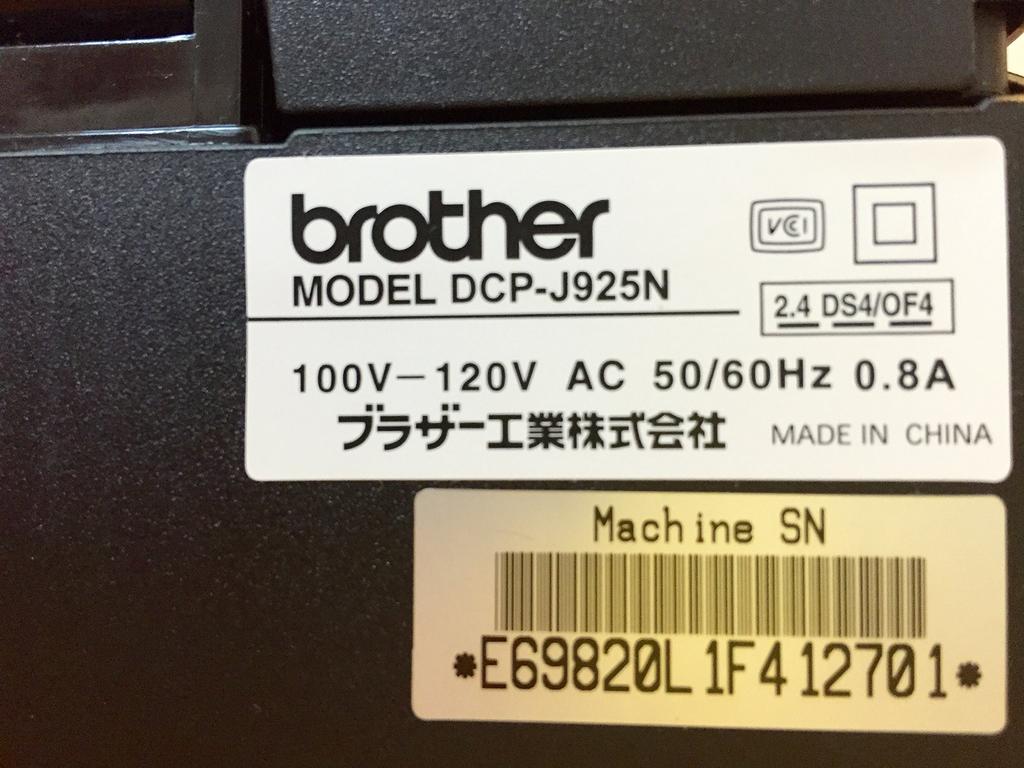 brother
VCCI
MODEL DCP-J925N
2.4 DS4/OF4
100V－120V AC 50/60Hz 0.8A
ブラザー工業株式会社 MADE IN CHINA
Machine SN
*E69820L1F412701*